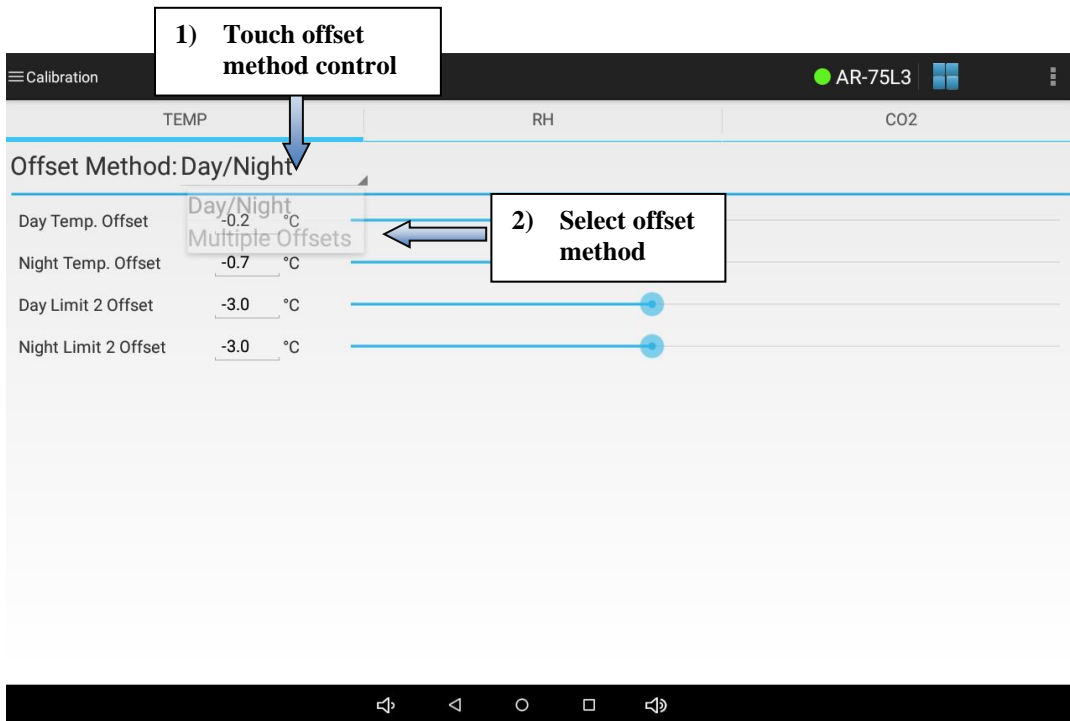 1) Touch offset
method control
Calibration
AR-75L3
TEMP
RH
CO2
Offset Method: Day/Night
Day/Night
Multiple Offsets
2) Select offset
method
Day Temp. Offset -0.2 °C
Night Temp. Offset -0.7 °C
Day Limit 2 Offset -3.0 °C
Night Limit 2 Offset -3.0 °C